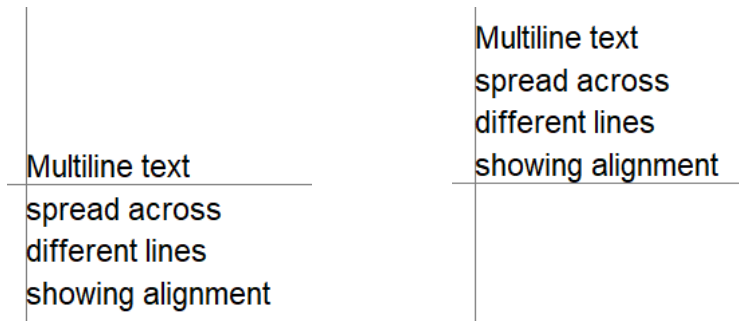 Multiline text
spread across
different lines
showing alignment
Multiline text
spread across
different lines
showing alignment